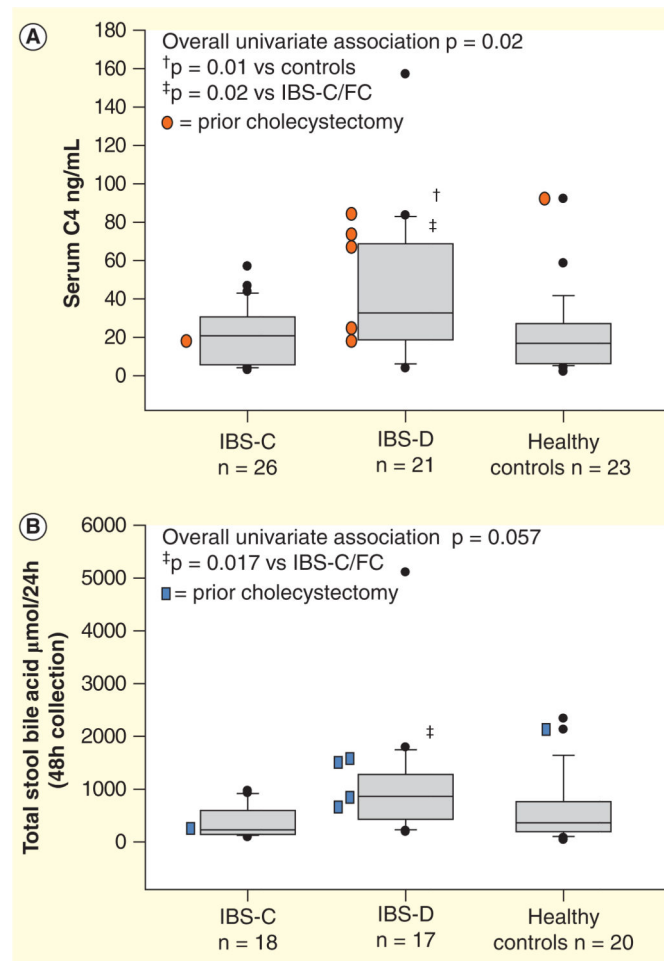 A
Serum C4 ng/mL
180
160
140
120
100
80
60
40
20
0
Overall univariate association p = 0.02
†p = 0.01 vs controls
‡p = 0.02 vs IBS-C/FC
= prior cholecystectomy
†
‡
IBS-C
n = 26
IBS-D
n = 21
Healthy
controls n = 23
B
Total stool bile acid μmol/24h
(48h collection)
6000
5000
4000
3000
2000
1000
0
Overall univariate association p = 0.057
‡p = 0.017 vs IBS-C/FC
= prior cholecystectomy
‡
IBS-C
n = 18
IBS-D
n = 17
Healthy
controls n = 20